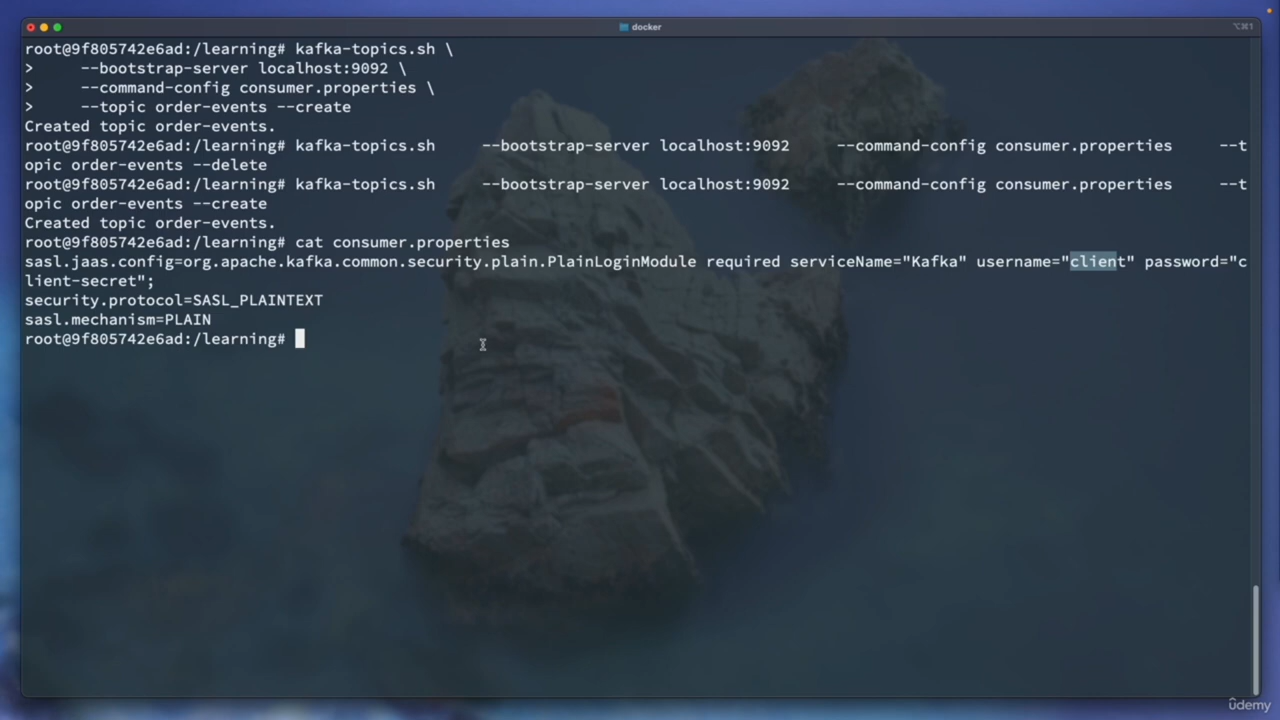 docker
⌥⌘1
root@9f805742e6ad:/learning# kafka-topics.sh \
>     --bootstrap-server localhost:9092 \
>     --command-config consumer.properties \
>     --topic order-events --create
Created topic order-events.
root@9f805742e6ad:/learning# kafka-topics.sh     --bootstrap-server localhost:9092     --command-config consumer.properties     --t
opic order-events --delete
root@9f805742e6ad:/learning# kafka-topics.sh     --bootstrap-server localhost:9092     --command-config consumer.properties     --t
opic order-events --create
Created topic order-events.
root@9f805742e6ad:/learning# cat consumer.properties
sasl.jaas.config=org.apache.kafka.common.security.plain.PlainLoginModule required serviceName="Kafka" username="client" password="c
lient-secret";
security.protocol=SASL_PLAINTEXT
sasl.mechanism=PLAIN
root@9f805742e6ad:/learning#
ûdemy